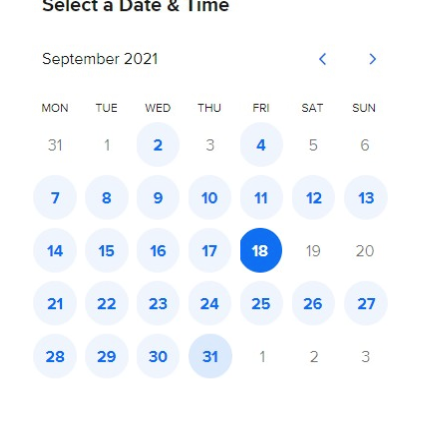 Select a Date & Time
September 2021
MON TUE WED THU FRI SAT SUN
31 1 2 3 4 5 6
7 8 9 10 11 12 13
14 15 16 17 18 19 20
21 22 23 24 25 26 27
28 29 30 31 1 2 3